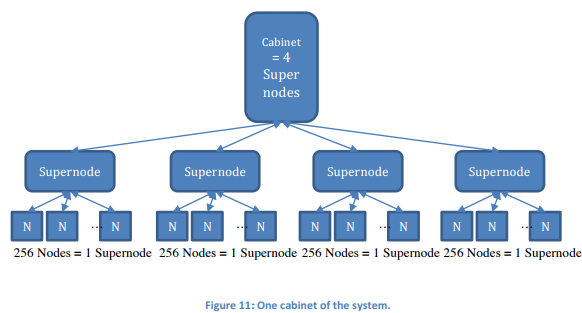 Cabinet
= 4
Super
nodes
Supernode Supernode Supernode Supernode
N N ... N N N ... N N N ... N N N ... N
256 Nodes = 1 Supernode 256 Nodes = 1 Supernode 256 Nodes = 1 Supernode 256 Nodes = 1 Supernode
Figure 11: One cabinet of the system.